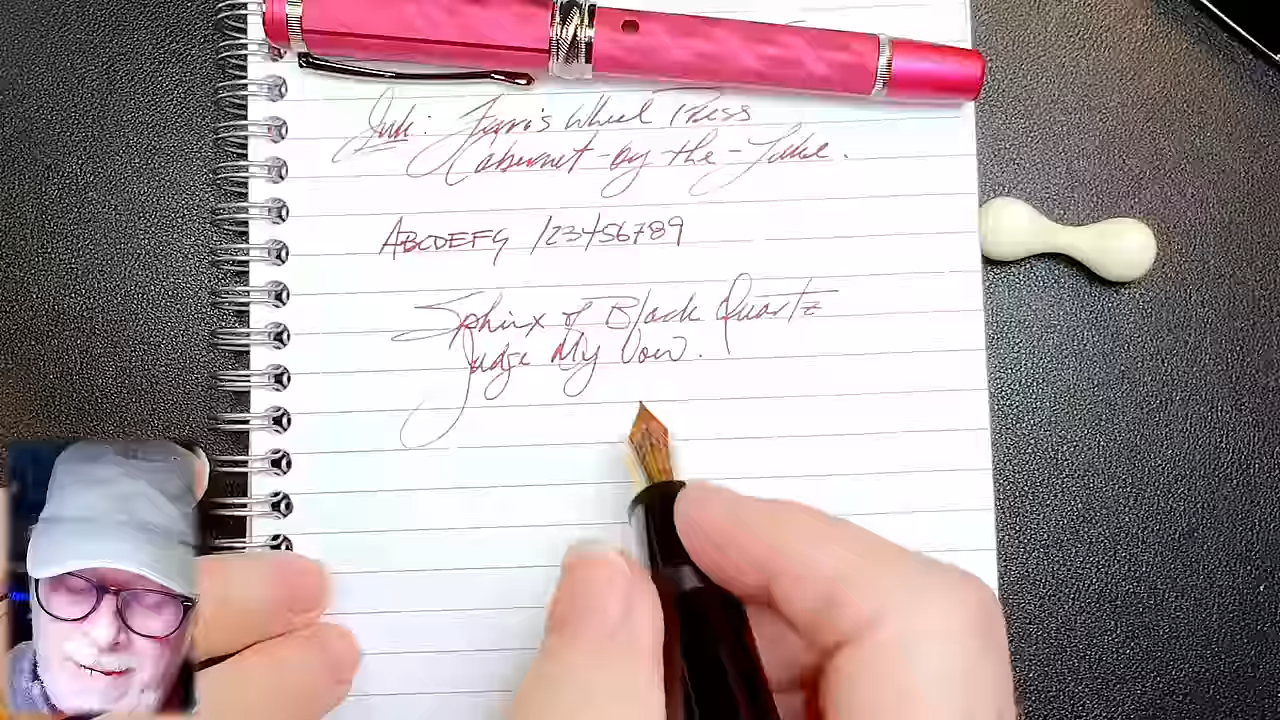 Ink: Ferris Wheel Press
Cabernet-by-the-Lake.
ABCDEFG 123456789
Sphinx of Black Quartz
Judge My Vow.